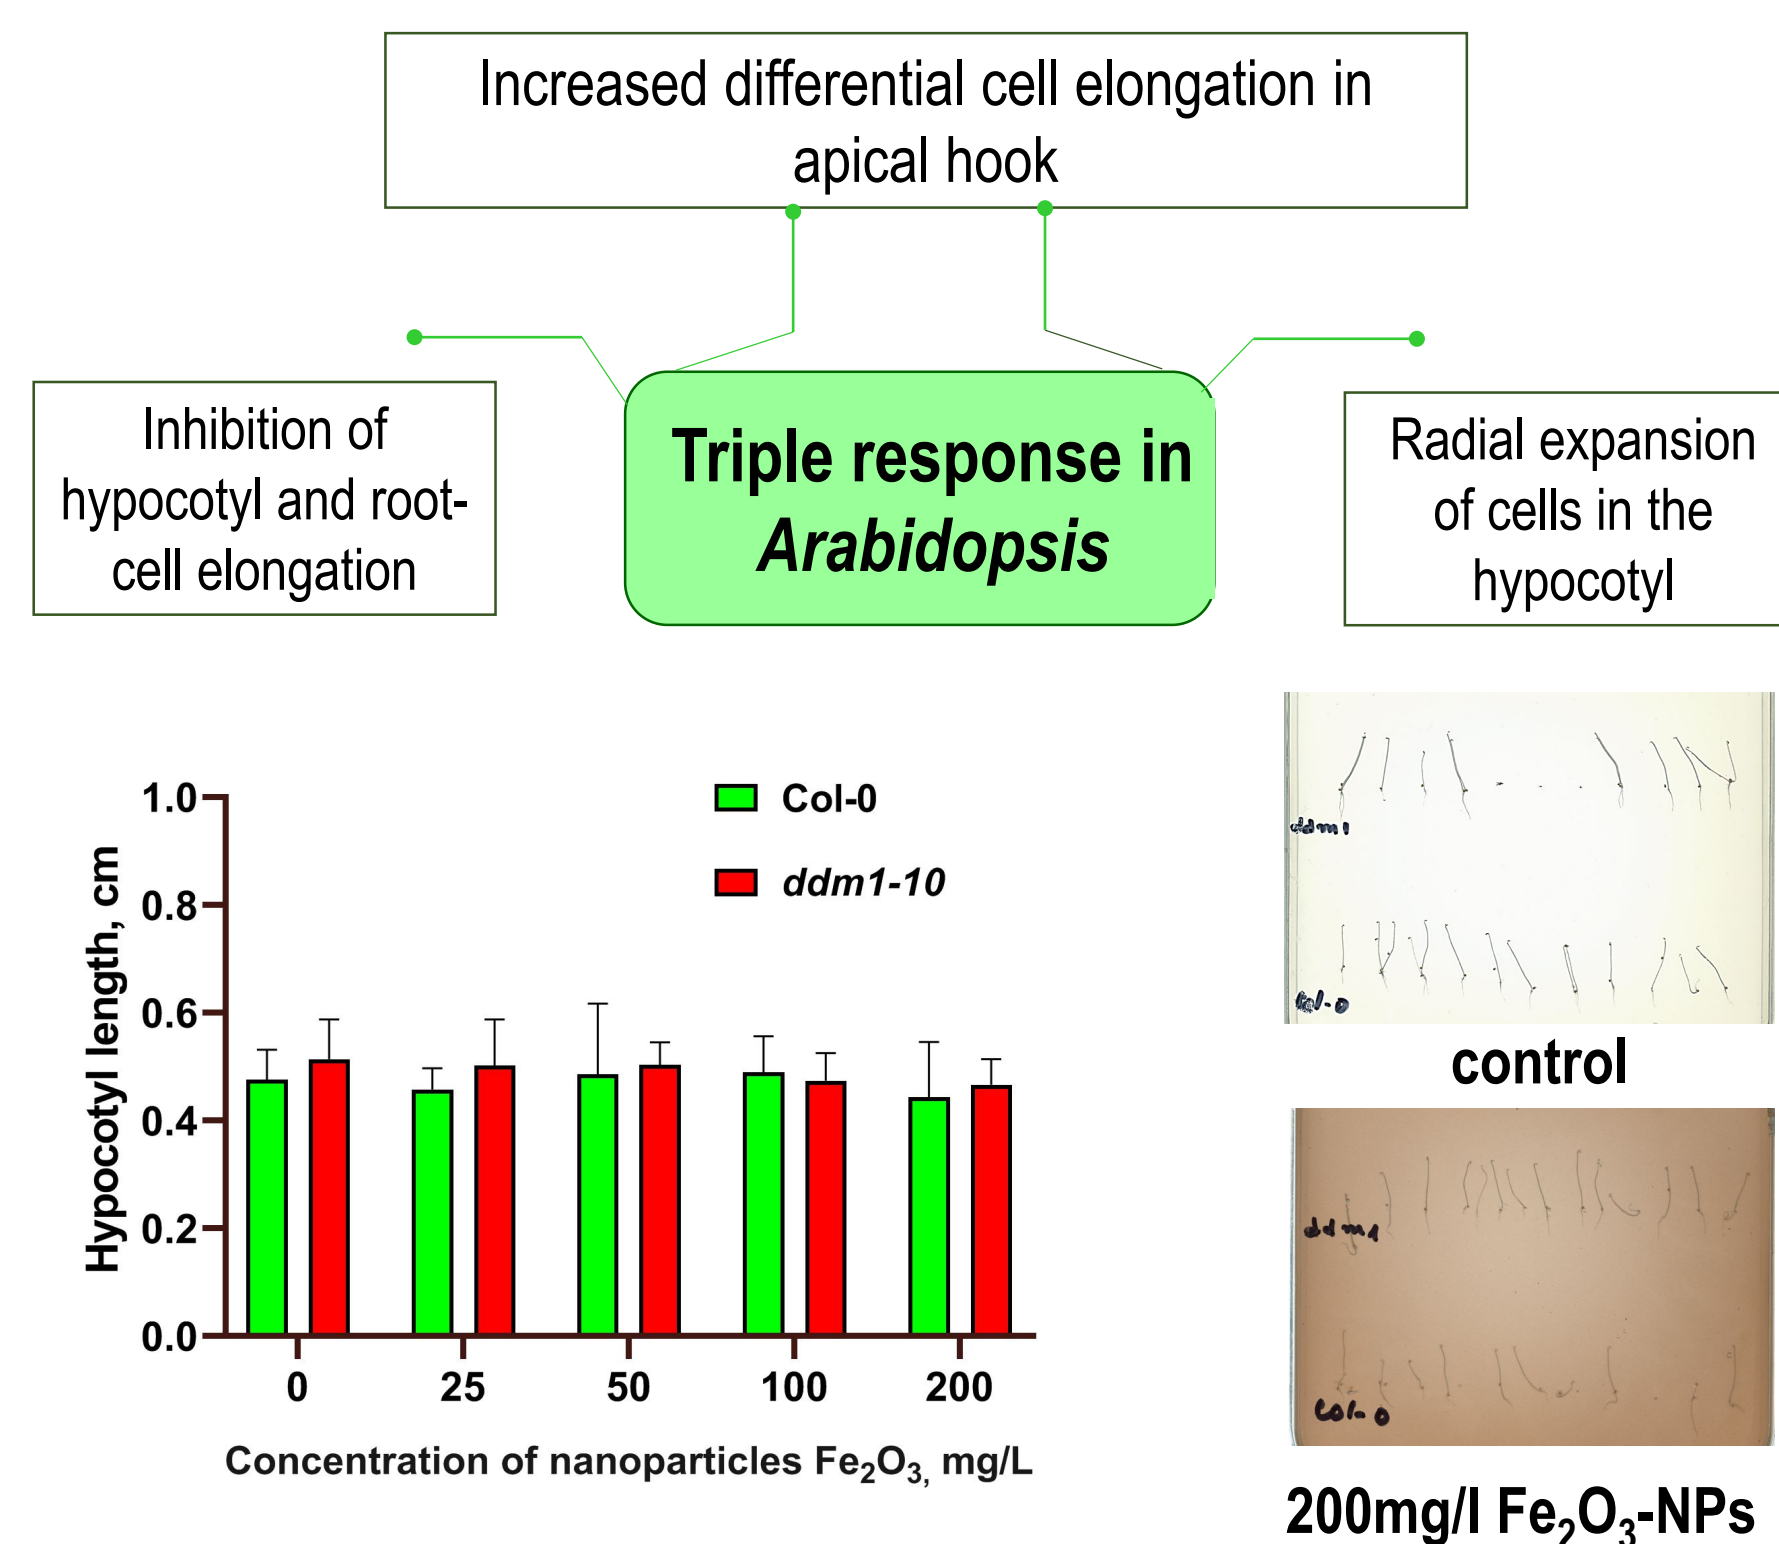 Increased differential cell elongation in
apical hook
Inhibition of
hypocotyl and root-
cell elongation
Triple response in
Arabidopsis
Radial expansion
of cells in the
hypocotyl
Hypocotyl length, cm
1.0
0.8
0.6
0.4
0.2
0.0
Col-0
ddm1-10
0 25 50 100 200
Concentration of nanoparticles Fe₂O₃, mg/L
ddm1
Col-0
control
ddm1
Col-0
200mg/l Fe₂O₃-NPs